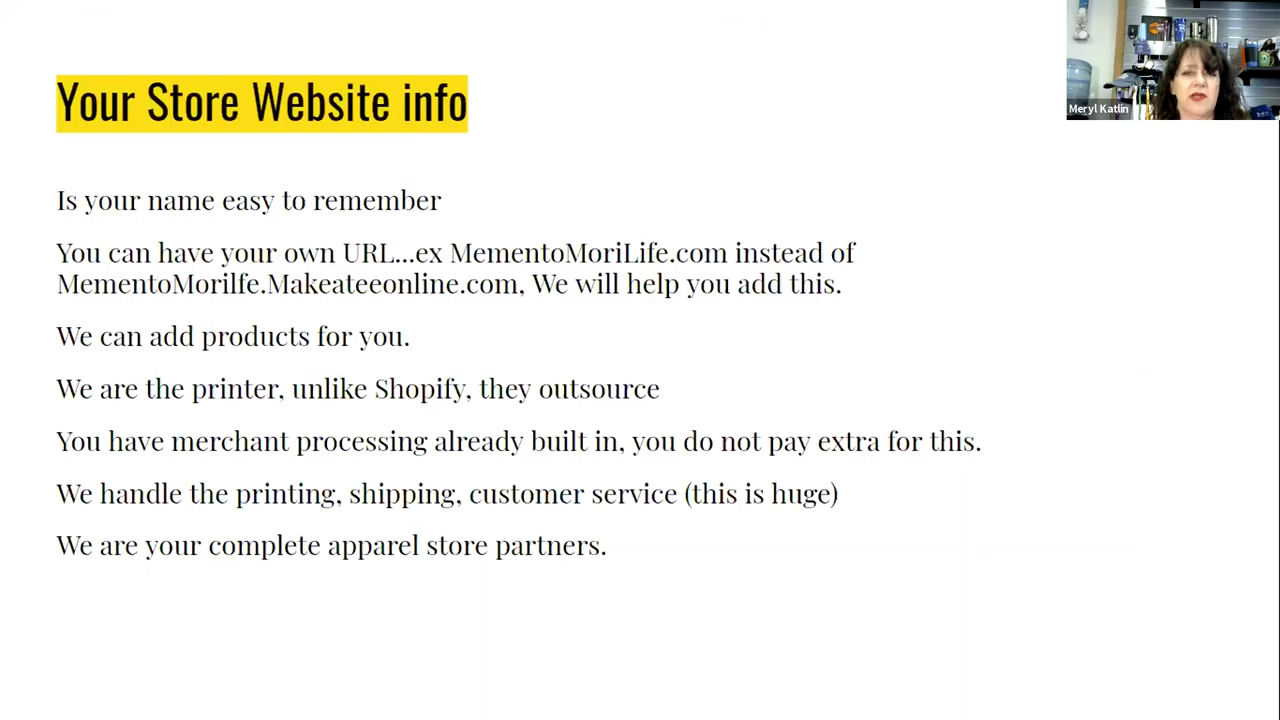 Your Store Website info
Meryl Katlin
Is your name easy to remember
You can have your own URL...ex MementoMoriLife.com instead of
MementoMorilfe.Makeateeonline.com, We will help you add this.
We can add products for you.
We are the printer, unlike Shopify, they outsource
You have merchant processing already built in, you do not pay extra for this.
We handle the printing, shipping, customer service (this is huge)
We are your complete apparel store partners.